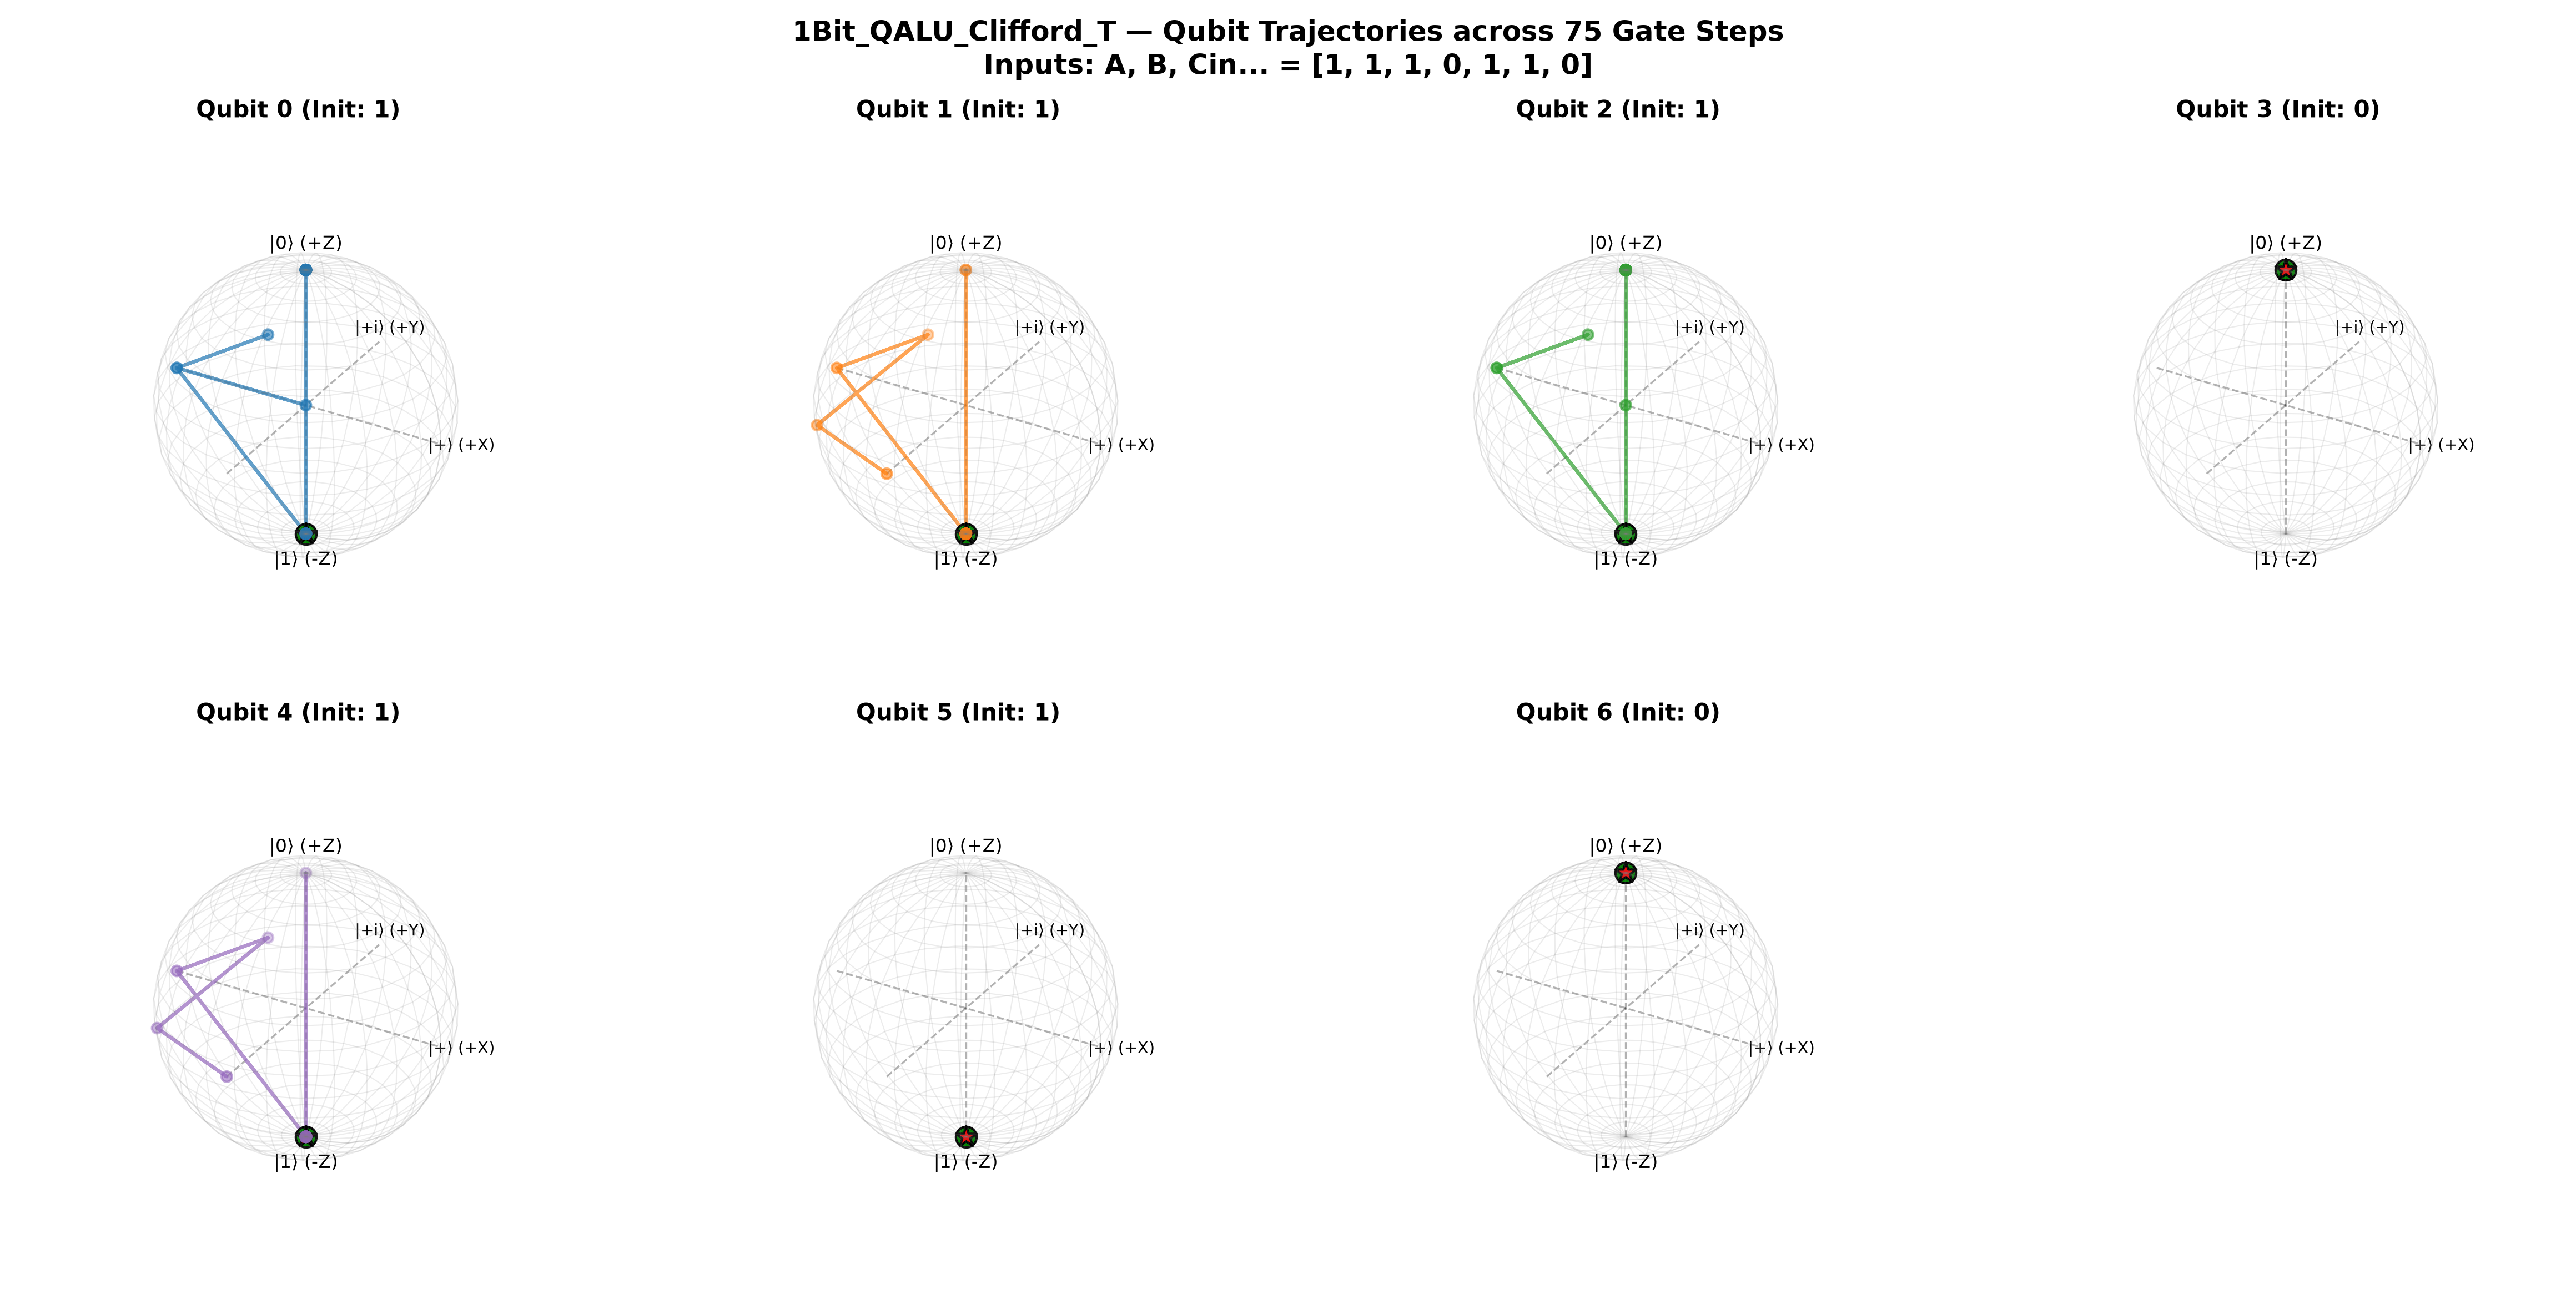 1Bit_QALU_Clifford_T — Qubit Trajectories across 75 Gate Steps
Inputs: A, B, Cin... = [1, 1, 1, 0, 1, 1, 0]
Qubit 0 (Init: 1)
|0⟩ (+Z)
|+i⟩ (+Y)
|+⟩ (+X)
|1⟩ (-Z)
Qubit 1 (Init: 1)
|0⟩ (+Z)
|+i⟩ (+Y)
|+⟩ (+X)
|1⟩ (-Z)
Qubit 2 (Init: 1)
|0⟩ (+Z)
|+i⟩ (+Y)
|+⟩ (+X)
|1⟩ (-Z)
Qubit 3 (Init: 0)
|0⟩ (+Z)
|+i⟩ (+Y)
|+⟩ (+X)
|1⟩ (-Z)
Qubit 4 (Init: 1)
|0⟩ (+Z)
|+i⟩ (+Y)
|+⟩ (+X)
|1⟩ (-Z)
Qubit 5 (Init: 1)
|0⟩ (+Z)
|+i⟩ (+Y)
|+⟩ (+X)
|1⟩ (-Z)
Qubit 6 (Init: 0)
|0⟩ (+Z)
|+i⟩ (+Y)
|+⟩ (+X)
|1⟩ (-Z)